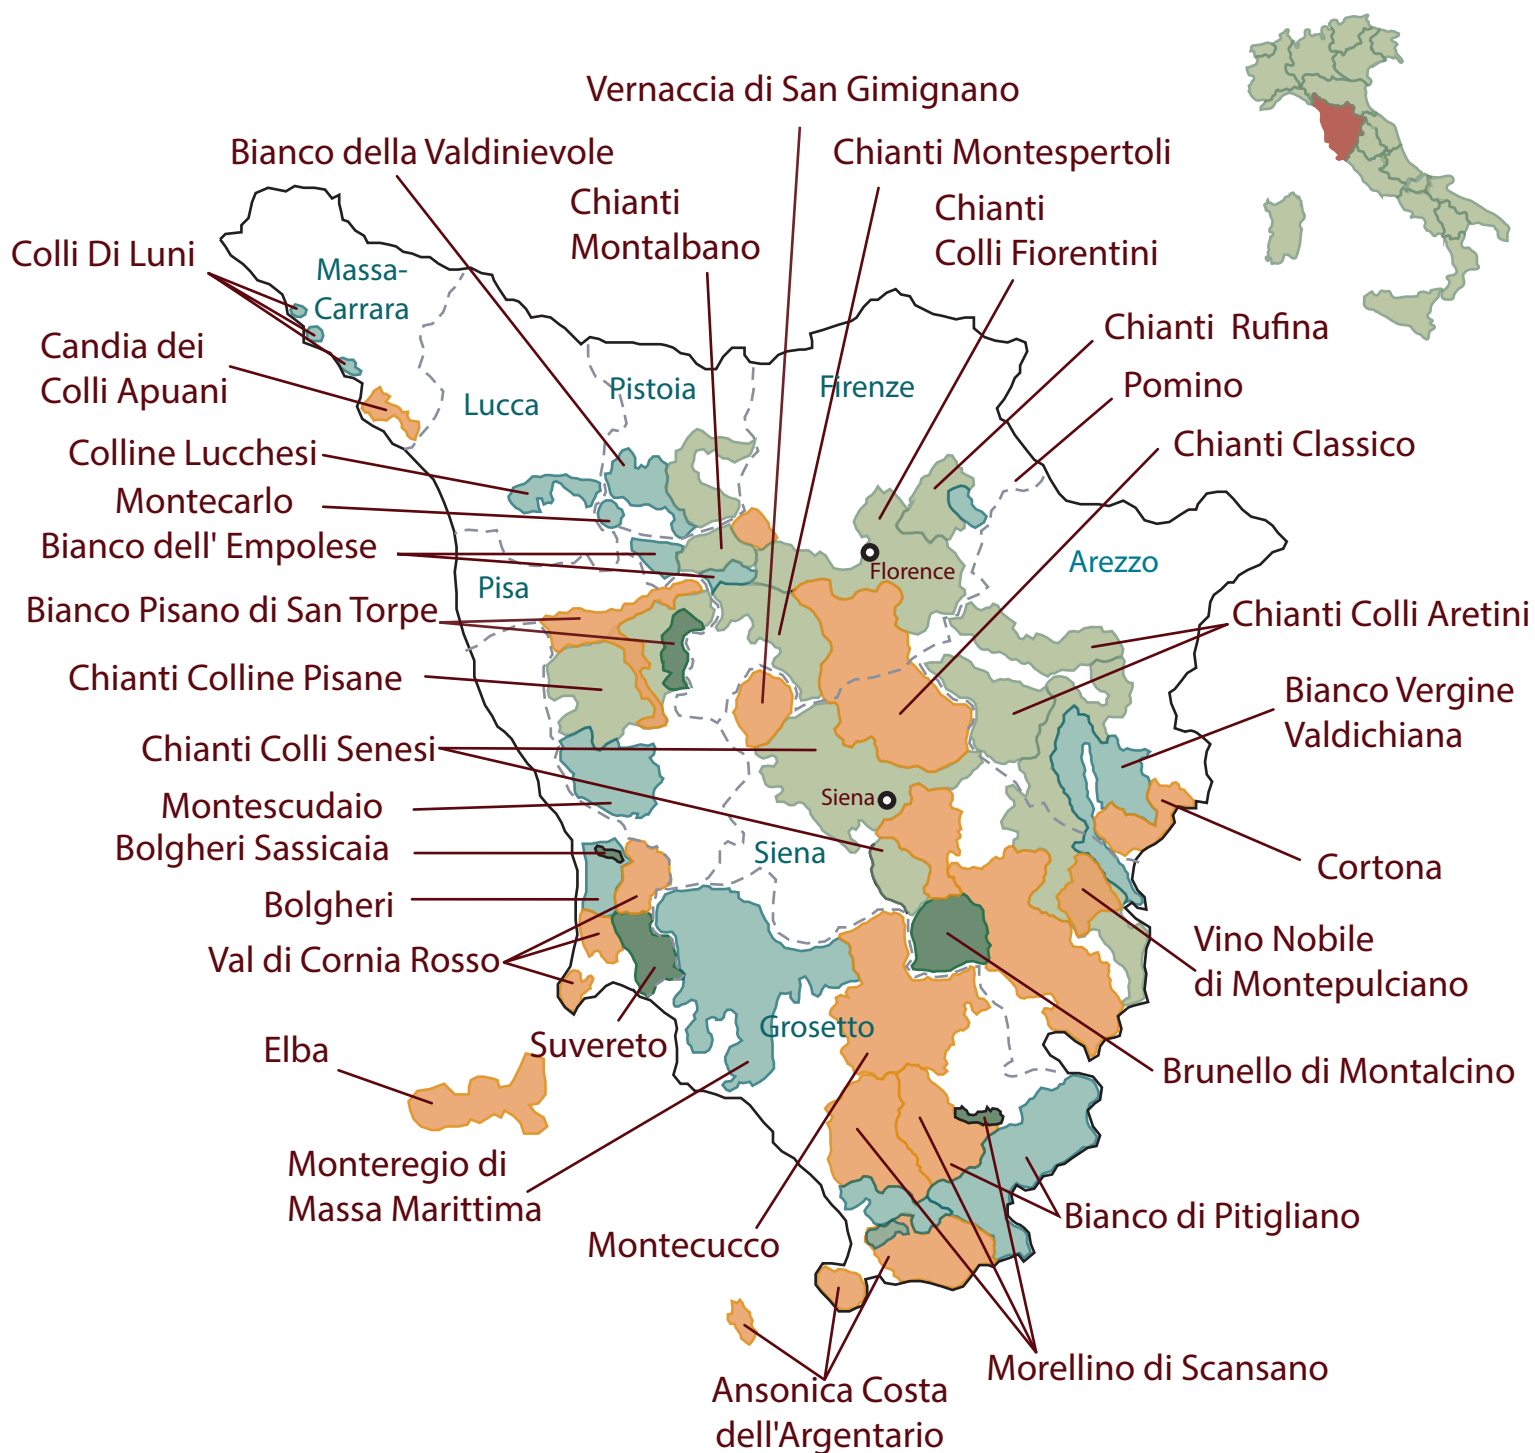 Vernaccia di San Gimignano
Bianco della Valdinievole
Chianti Montespertoli
Chianti
Montalbano
Chianti
Colli Fiorentini
Colli Di Luni
Massa-
Carrara
Candia dei
Colli Apuani
Chianti Rufina
Pomino
Pistoia
Firenze
Lucca
Chianti Classico
Colline Lucchesi
Montecarlo
Bianco dell' Empolese
Florence
Arezzo
Pisa
Bianco Pisano di San Torpe
Chianti Colli Aretini
Chianti Colline Pisane
Bianco Vergine
Valdichiana
Chianti Colli Senesi
Montescudaio
Siena
Bolgheri Sassicaia
Siena
Cortona
Bolgheri
Val di Cornia Rosso
Vino Nobile
di Montepulciano
Grosetto
Suvereto
Elba
Brunello di Montalcino
Monteregio di
Massa Marittima
Bianco di Pitigliano
Montecucco
Morellino di Scansano
Ansonica Costa
dell'Argentario